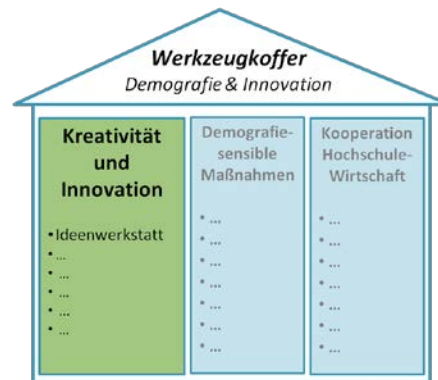 Werkzeugkoffer
Demografie & Innovation
Kreativität
und
Innovation
• Ideenwerkstatt
• ...
• ...
• ...
• ...
• ...
Demografie-
sensible
Maßnahmen
• ...
• ...
• ...
• ...
• ...
• ...
• ...
Kooperation
Hochschule-
Wirtschaft
• ...
• ...
• ...
• ...
• ...
• ...
• ...